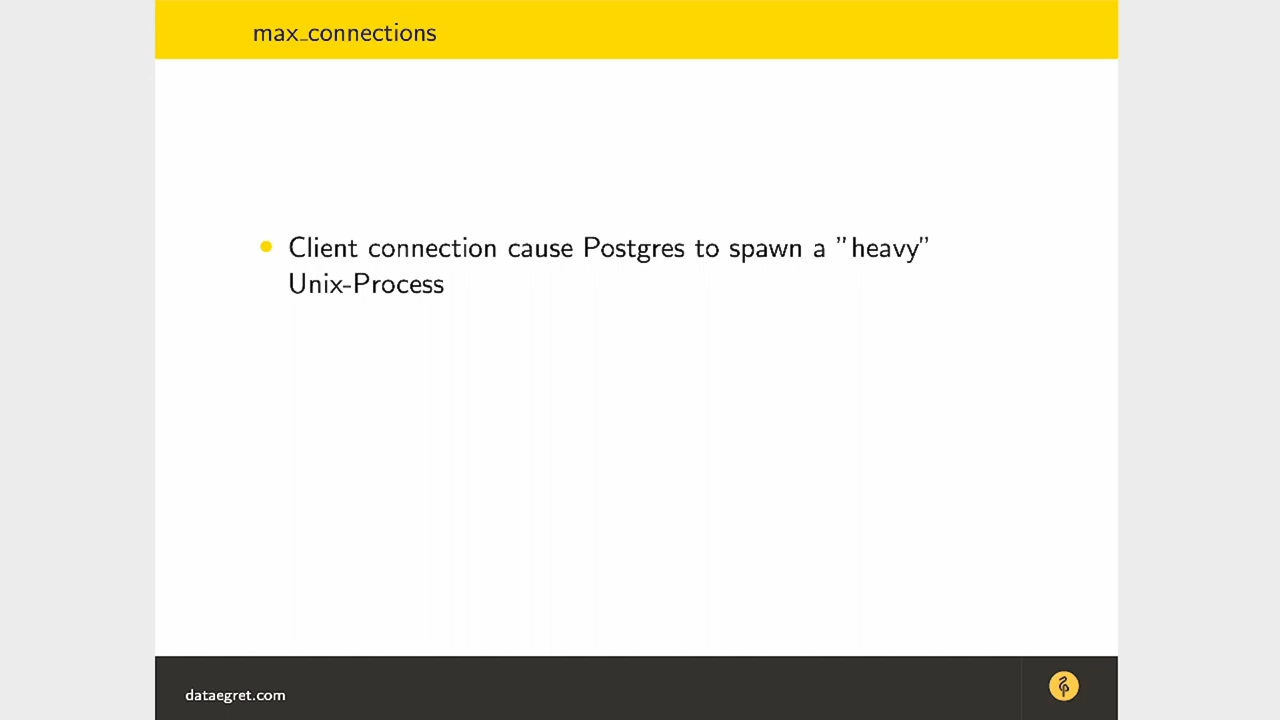 max_connections
Client connection cause Postgres to spawn a ”heavy”
Unix-Process
dataegret.com